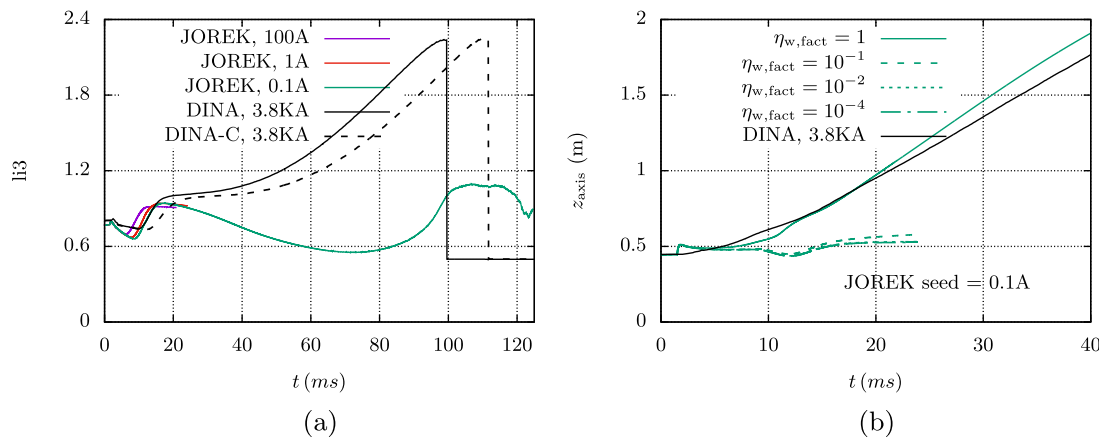 2.4
1.8
1.2
0.6
0
li3
JOREK, 100A
JOREK, 1A
JOREK, 0.1A
DINA, 3.8KA
DINA-C, 3.8KA
0 20 40 60 80 100 120
t (ms)
(a)
2
1.5
1
0.5
0
z_axis (m)
η_w,fact = 1
η_w,fact = 10⁻¹
η_w,fact = 10⁻²
η_w,fact = 10⁻⁴
DINA, 3.8KA
JOREK seed = 0.1A
0 10 20 30 40
t (ms)
(b)